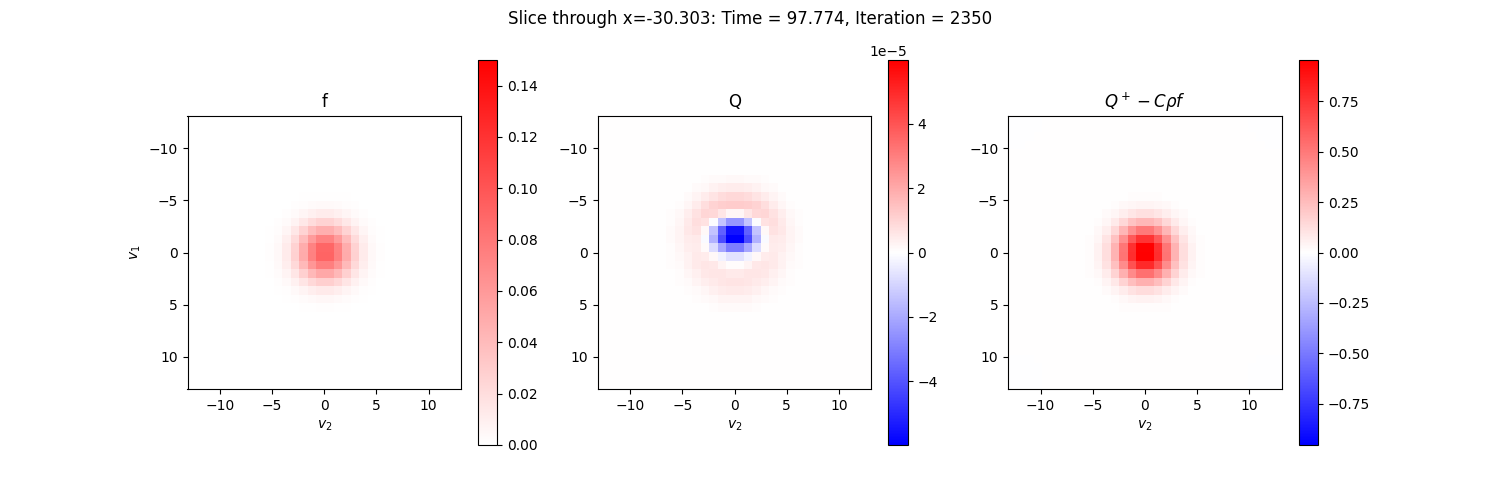 Slice through x=-30.303: Time = 97.774, Iteration = 2350
f
−10
−5
0
5
10
v₁
−10 −5 0 5 10
v₂
0.14
0.12
0.10
0.08
0.06
0.04
0.02
0.00
Q
−10
−5
0
5
10
−10 −5 0 5 10
v₂
1e−5
4
2
0
−2
−4
Q⁺ − Cρf
−10
−5
0
5
10
−10 −5 0 5 10
v₂
0.75
0.50
0.25
0.00
−0.25
−0.50
−0.75